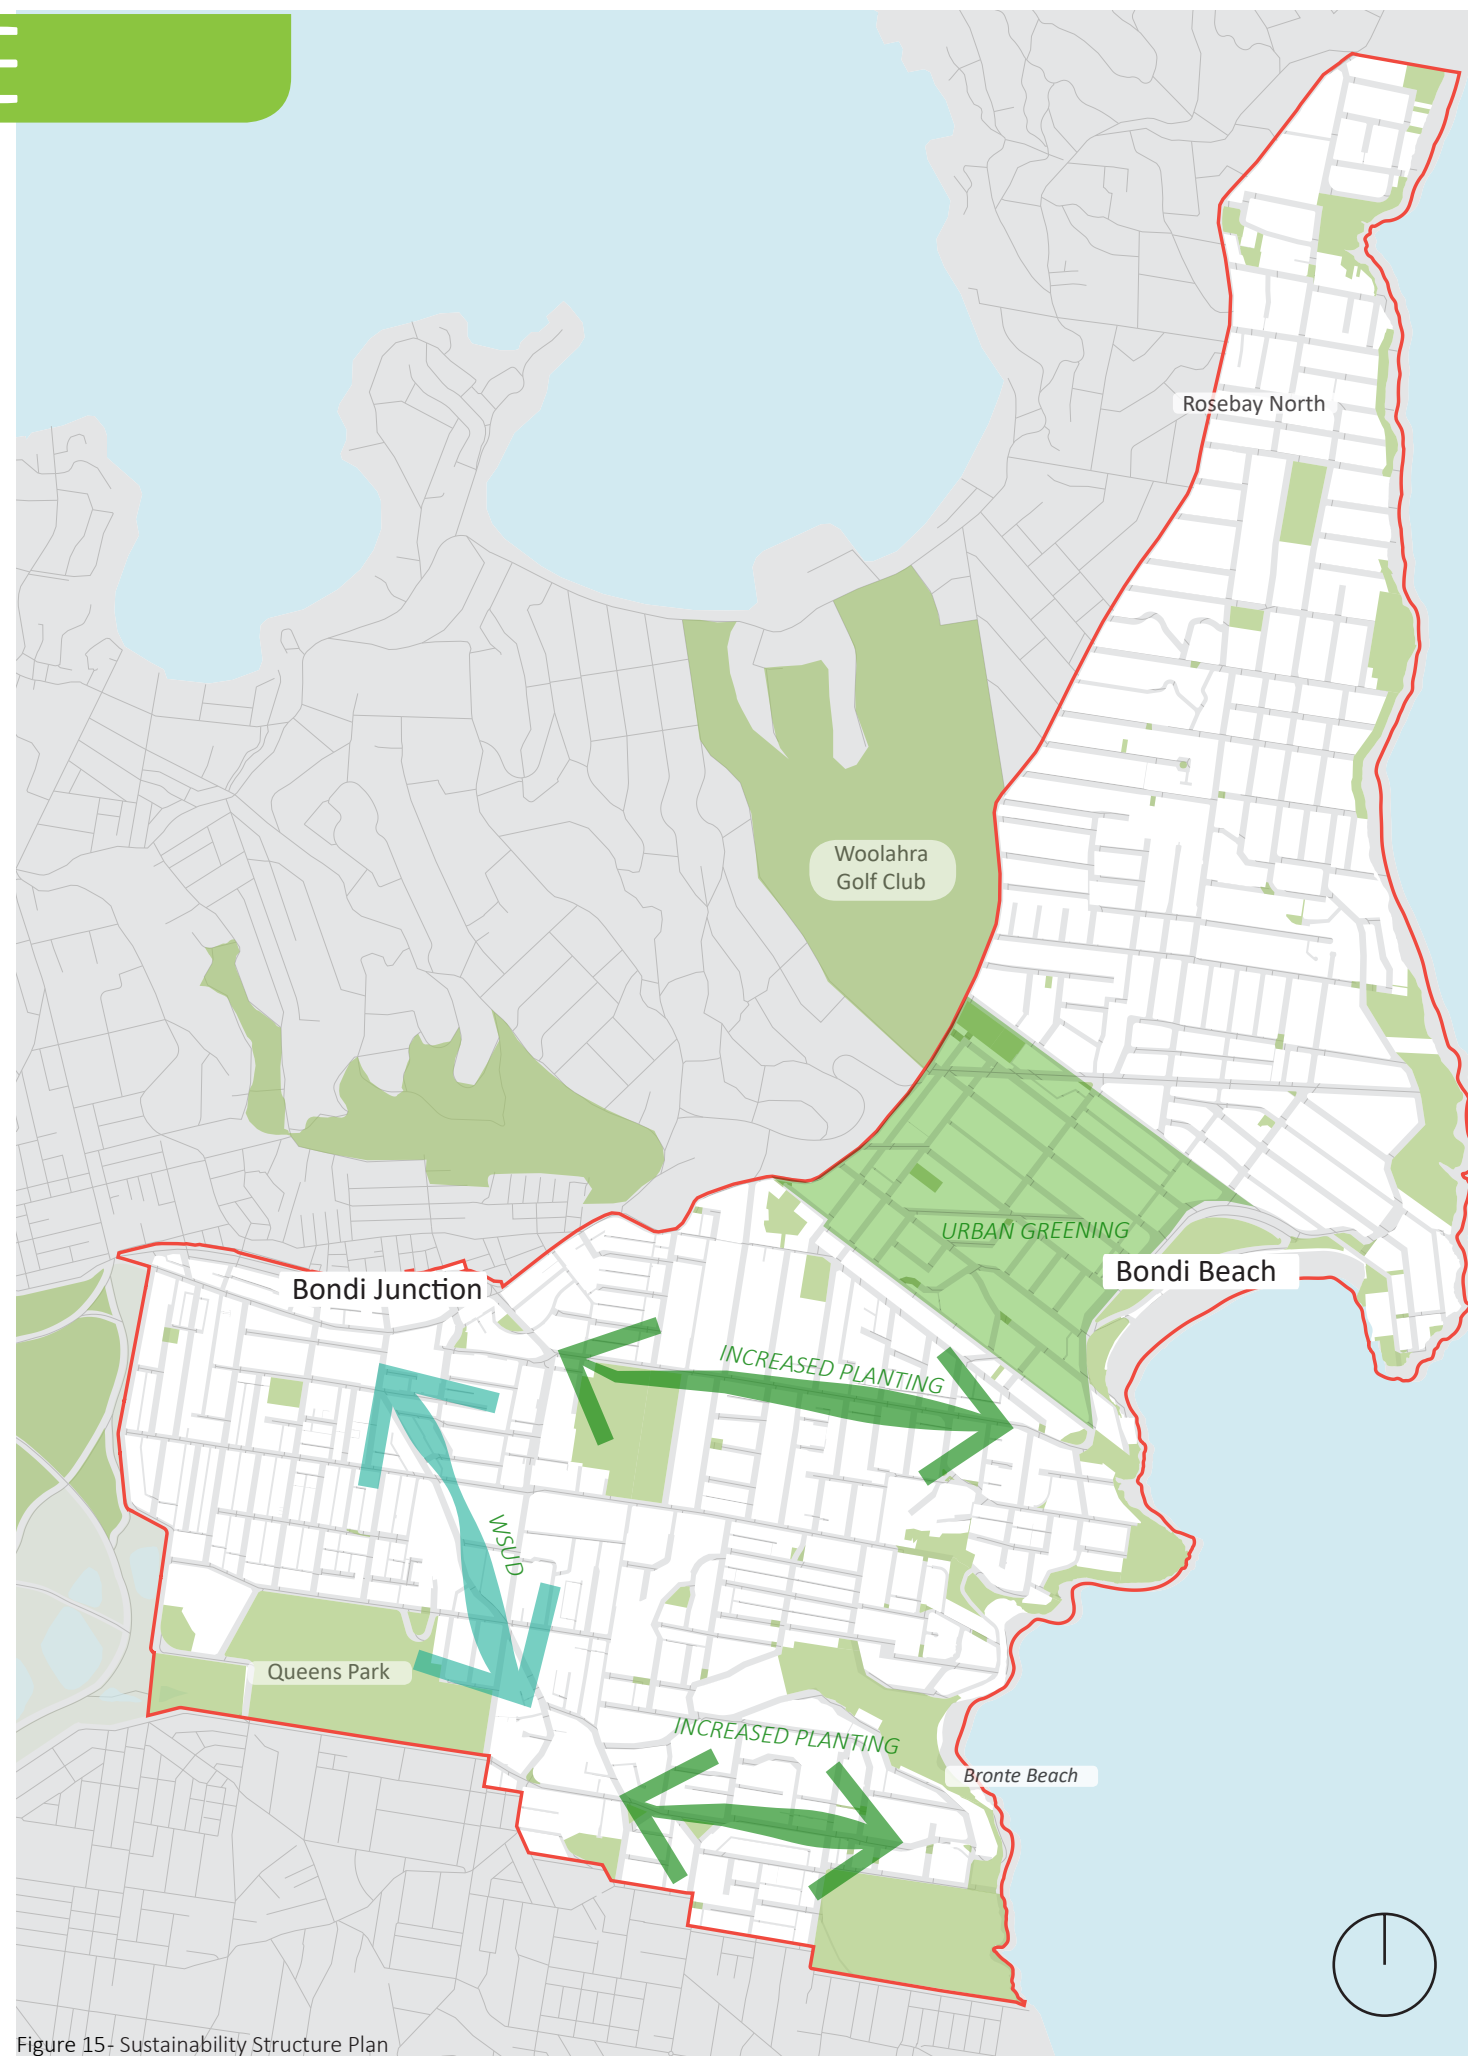 Rosebay North
Woolahra
Golf Club
URBAN GREENING
Bondi Beach
Bondi Junction
INCREASED PLANTING
WSUD
Queens Park
INCREASED PLANTING
Bronte Beach
Figure 15- Sustainability Structure Plan